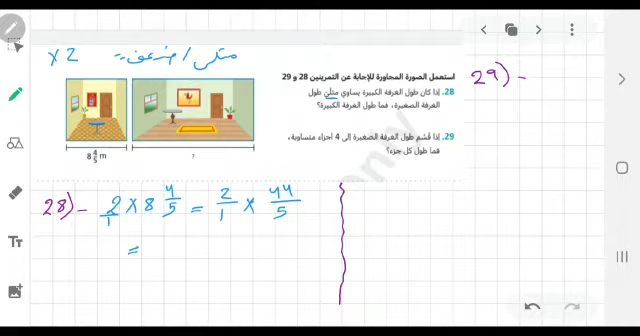 مثلي / ضعف = × 2
استعمل الصورة المجاورة للإجابة عن التمرينين 28 و 29
28. إذا كان طول الغرفة الكبيرة يساوي مثلَيْ طول
الغرفة الصغيرة، فما طول الغرفة الكبيرة؟
29. إذا قُسّم طول الغرفة الصغيرة إلى 4 أجزاء متساوية،
فما طول كل جزء؟
8 4/5 m
?
28) - 2/1 × 8 4/5 = 2/1 × 44/5
=
29) -